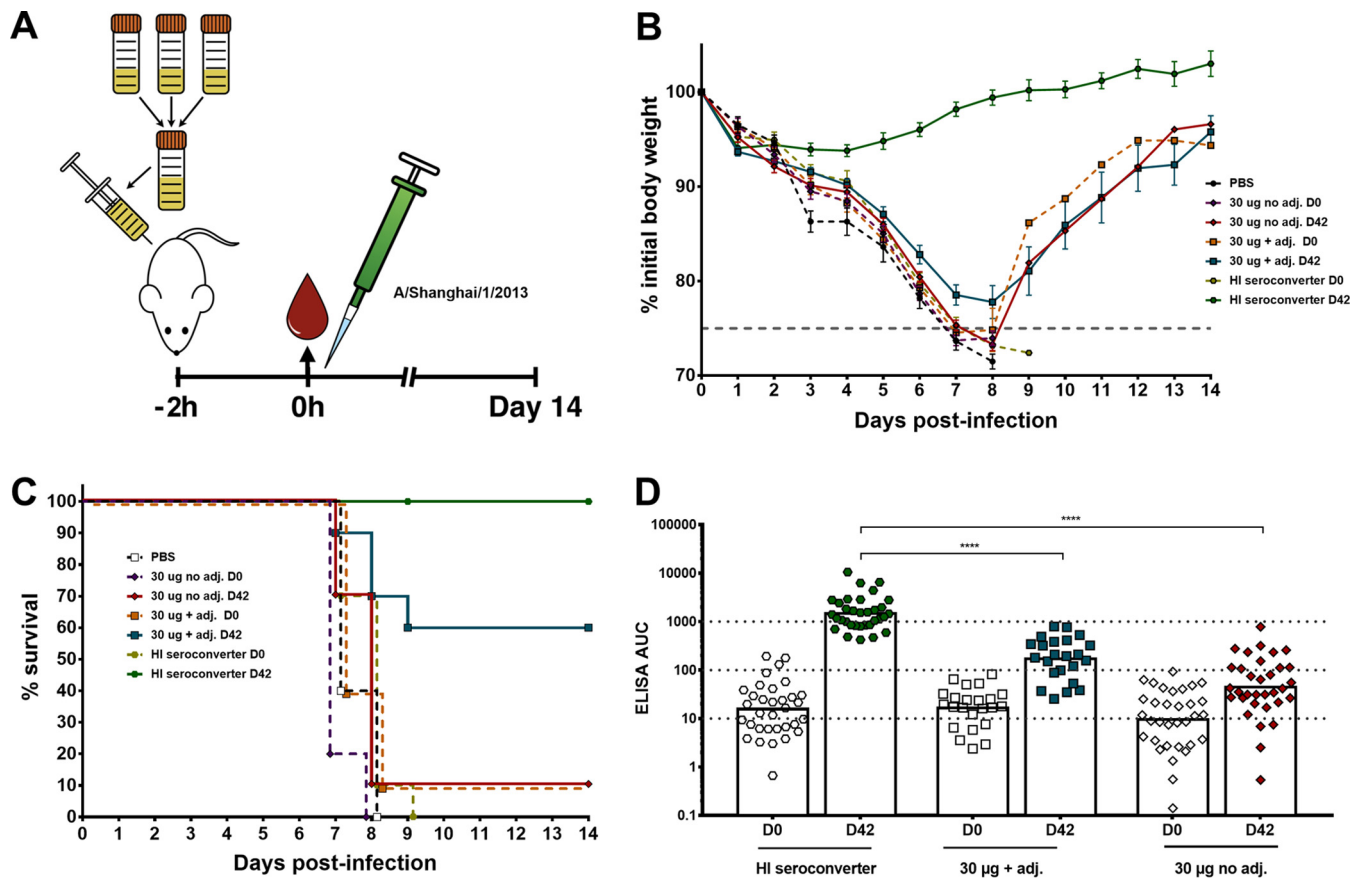 A
A/Shanghai/1/2013
-2h
0h
Day 14
B
% initial body weight
100
90
80
70
0 1 2 3 4 5 6 7 8 9 10 11 12 13 14
Days post-infection
PBS
30 ug no adj. D0
30 ug no adj. D42
30 ug + adj. D0
30 ug + adj. D42
HI seroconverter D0
HI seroconverter D42
C
% survival
100
90
80
70
60
50
40
30
20
10
0
0 1 2 3 4 5 6 7 8 9 10 11 12 13 14
Days post-infection
PBS
30 ug no adj. D0
30 ug no adj. D42
30 ug + adj. D0
30 ug + adj. D42
HI seroconverter D0
HI seroconverter D42
D
ELISA AUC
100000
10000
1000
100
10
1
0.1
****
****
D0 D42 D0 D42 D0 D42
HI seroconverter 30 µg + adj. 30 µg no adj.